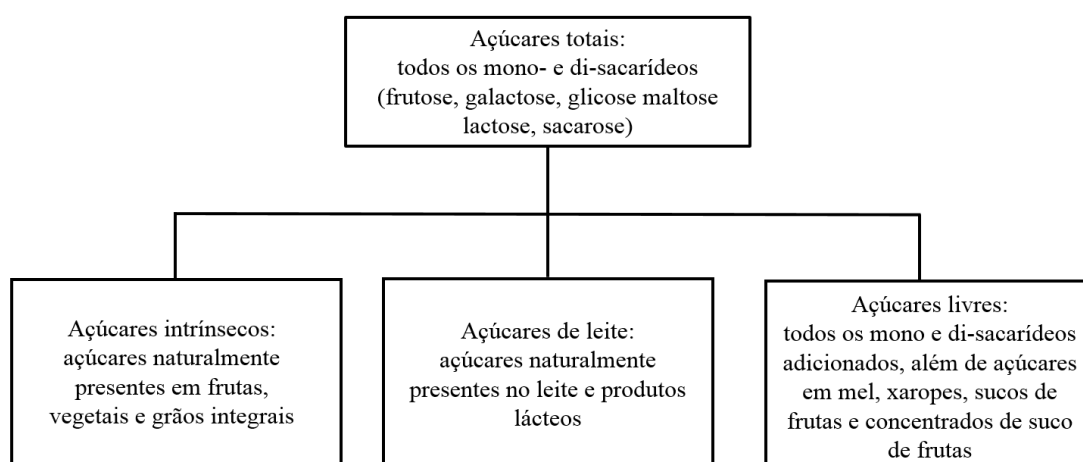 Açúcares totais:
todos os mono- e di-sacarídeos
(frutose, galactose, glicose maltose
lactose, sacarose)
Açúcares intrínsecos:
açúcares naturalmente
presentes em frutas,
vegetais e grãos integrais
Açúcares de leite:
açúcares naturalmente
presentes no leite e produtos
lácteos
Açúcares livres:
todos os mono e di-sacarídeos
adicionados, além de açúcares
em mel, xaropes, sucos de
frutas e concentrados de suco
de frutas